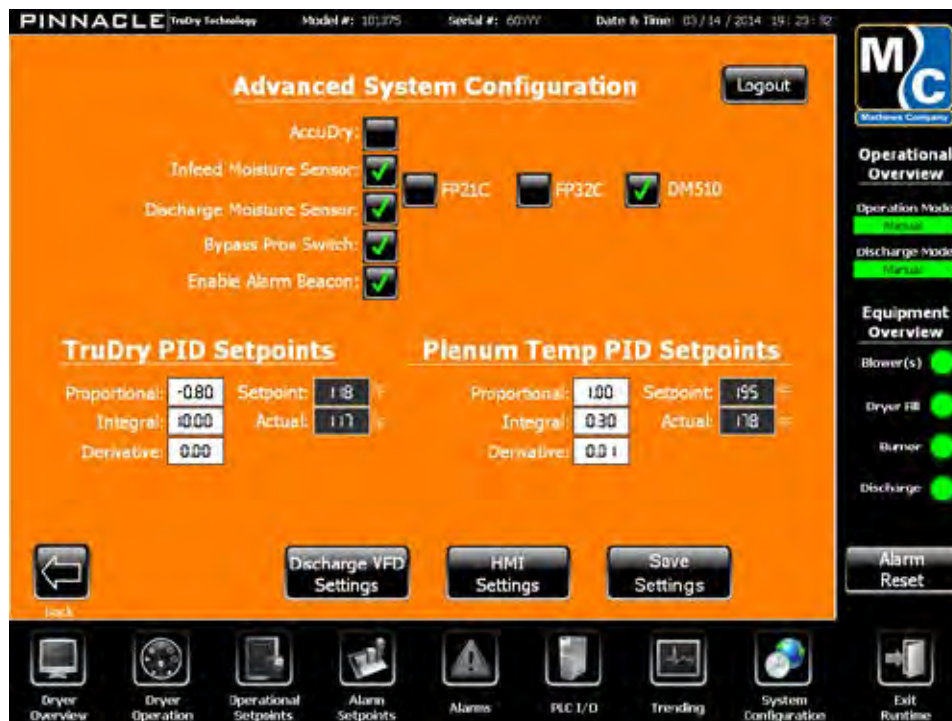 PINNACLE TruDry Technology Model #: 101375 Serial #: 60YYY Date & Time: 03/14/2014
MC
Mathews Company
Advanced System Configuration
Logout
AccuDry:
Infeed Moisture Sensor:
FP21C FP32C DM510
Discharge Moisture Sensor:
Bypass Prox Switch:
Enable Alarm Beacon:
TruDry PID Setpoints
Proportional: -0.80 Setpoint: 118
Integral: 10.00 Actual: 117
Derivative: 0.00
Plenum Temp PID Setpoints
Proportional: 1.00 Setpoint: 195
Integral: 0.30 Actual: 178
Derivative: 0.01
Back
Discharge VFD
Settings
HMI
Settings
Save
Settings
Operational
Overview
Operation Mode
Manual
Discharge Mode
Manual
Equipment
Overview
Blower(s)
Dryer Fill
Burner
Discharge
Alarm
Reset
Dryer
Overview
Dryer
Operation
Operational
Setpoints
Alarm
Setpoints
Alarms
PLC I/O
Trending
System
Configuration
Exit
Runtime